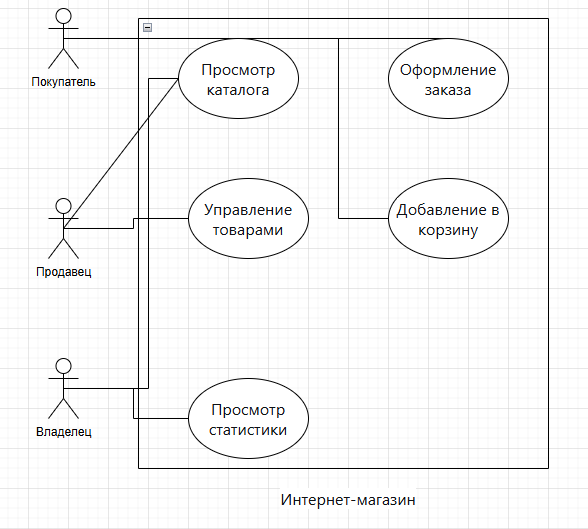 Покупатель
Просмотр
каталога
Оформление
заказа
Управление
товарами
Добавление в
корзину
Продавец
Просмотр
статистики
Владелец
Интернет-магазин